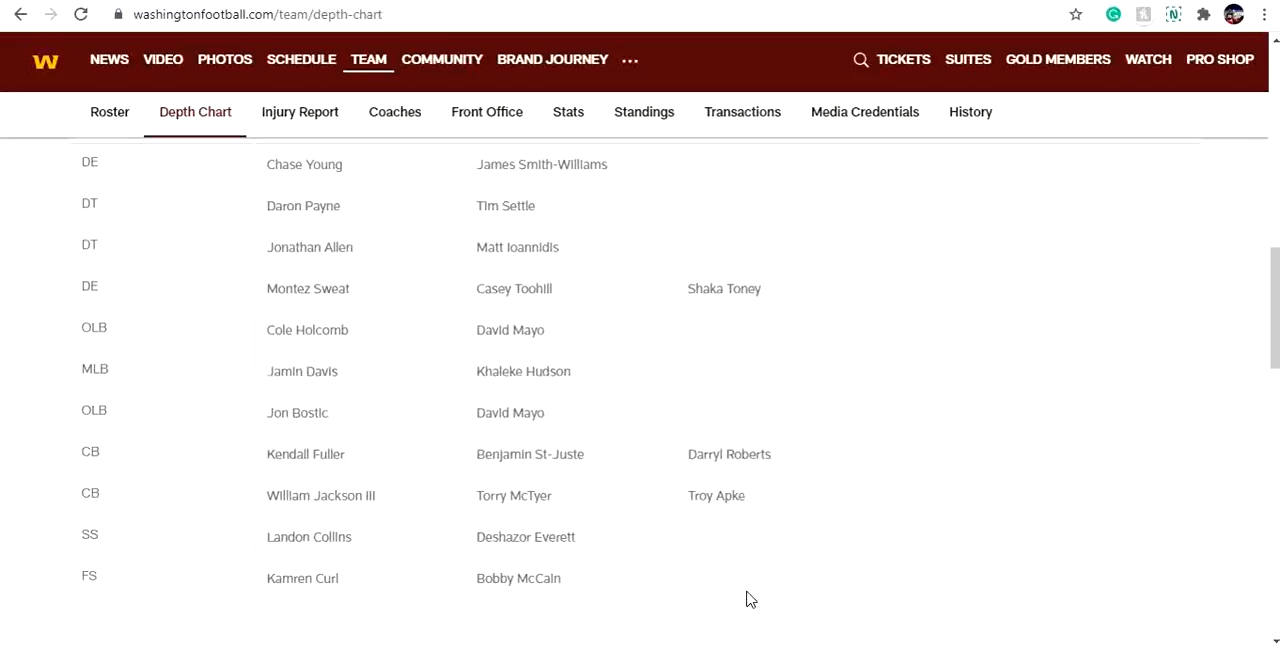 washingtonfootball.com/team/depth-chart
W NEWS VIDEO PHOTOS SCHEDULE TEAM COMMUNITY BRAND JOURNEY ... TICKETS SUITES GOLD MEMBERS WATCH PRO SHOP
Roster Depth Chart Injury Report Coaches Front Office Stats Standings Transactions Media Credentials History
DE Chase Young James Smith-Williams
DT Daron Payne Tim Settle
DT Jonathan Allen Matt Ioannidis
DE Montez Sweat Casey Toohill Shaka Toney
OLB Cole Holcomb David Mayo
MLB Jamin Davis Khaleke Hudson
OLB Jon Bostic David Mayo
CB Kendall Fuller Benjamin St-Juste Darryl Roberts
CB William Jackson III Torry McTyer Troy Apke
SS Landon Collins Deshazor Everett
FS Kamren Curl Bobby McCain